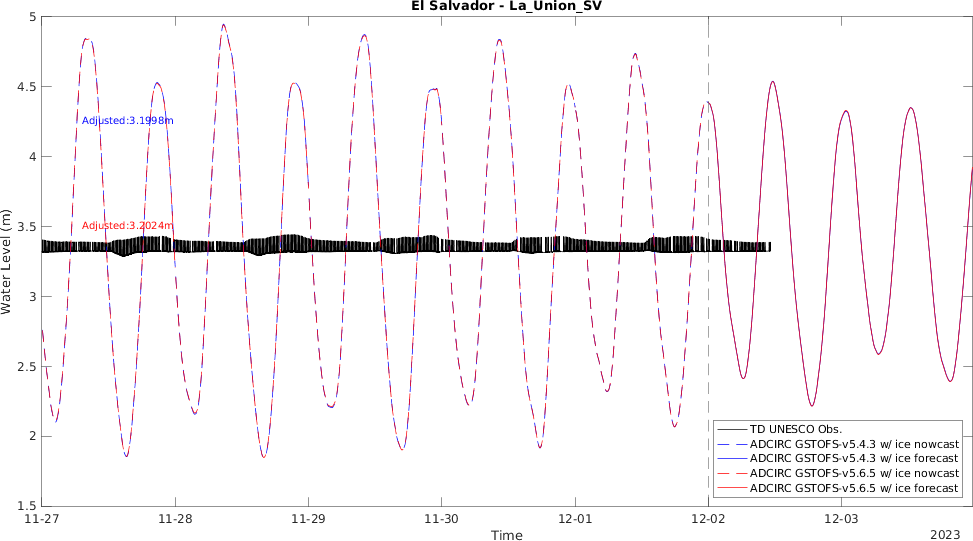 El Salvador - La_Union_SV
5
4.5
4
3.5
3
2.5
2
1.5
Water Level (m)
Adjusted:3.1998m
Adjusted:3.2024m
TD UNESCO Obs.
ADCIRC GSTOFS-v5.4.3 w/ ice nowcast
ADCIRC GSTOFS-v5.4.3 w/ ice forecast
ADCIRC GSTOFS-v5.6.5 w/ ice nowcast
ADCIRC GSTOFS-v5.6.5 w/ ice forecast
11-27 11-28 11-29 11-30 12-01 12-02 12-03
Time
2023